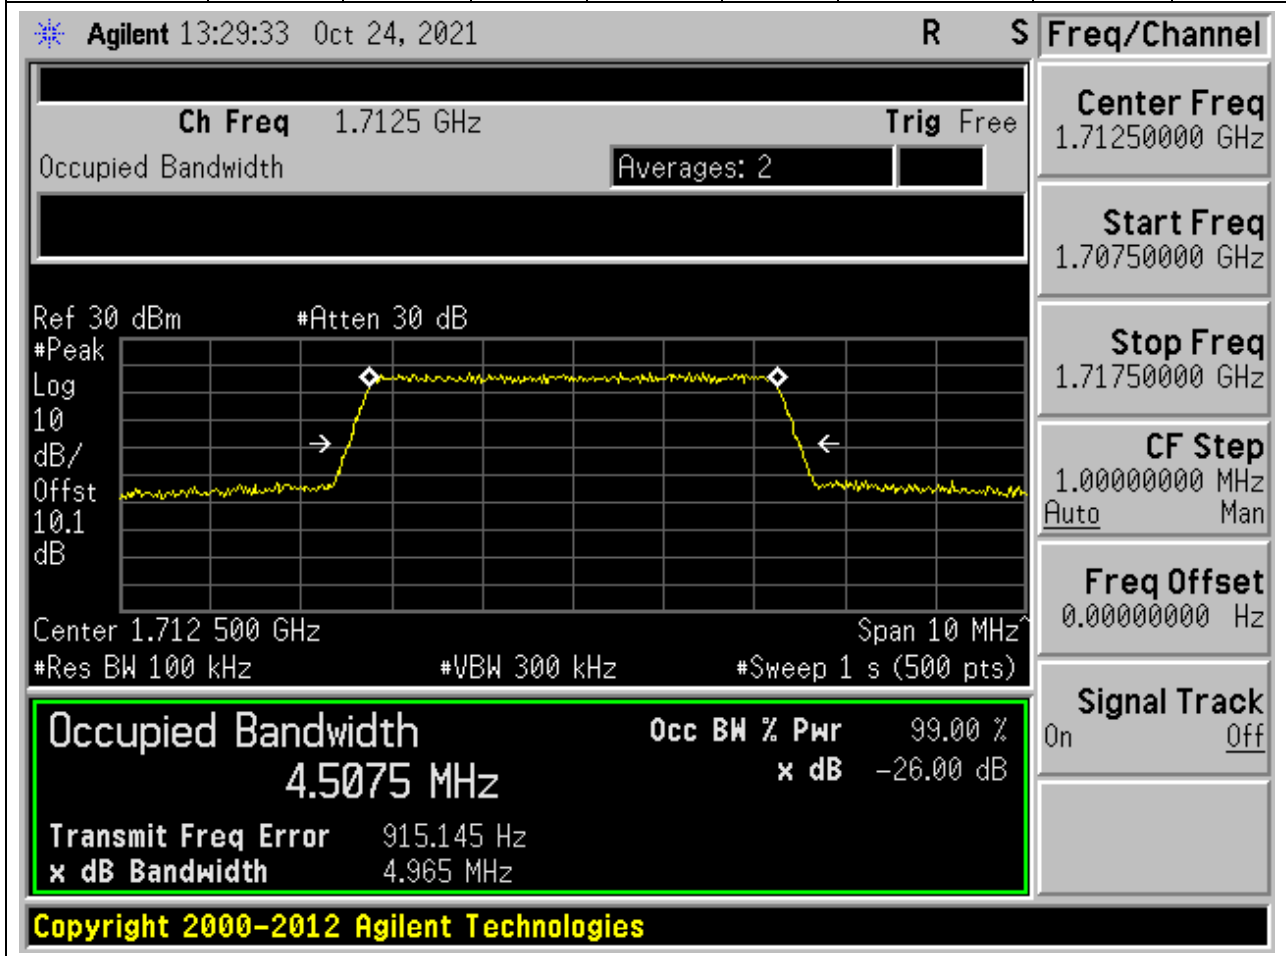 Agilent 13:29:33 Oct 24, 2021 R S
Freq/Channel
Ch Freq 1.7125 GHz Trig Free
Occupied Bandwidth Averages: 2
Ref 30 dBm #Atten 30 dB
#Peak
Log
10
dB/
Offst
10.1
dB
Center 1.712 500 GHz Span 10 MHz^
#Res BW 100 kHz #VBW 300 kHz #Sweep 1 s (500 pts)
Occupied Bandwidth Occ BW % Pwr 99.00 %
4.5075 MHz x dB -26.00 dB
Transmit Freq Error 915.145 Hz
x dB Bandwidth 4.965 MHz
Copyright 2000-2012 Agilent Technologies
Center Freq
1.71250000 GHz
Start Freq
1.70750000 GHz
Stop Freq
1.71750000 GHz
CF Step
1.00000000 MHz
Auto Man
Freq Offset
0.00000000 Hz
Signal Track
On Off